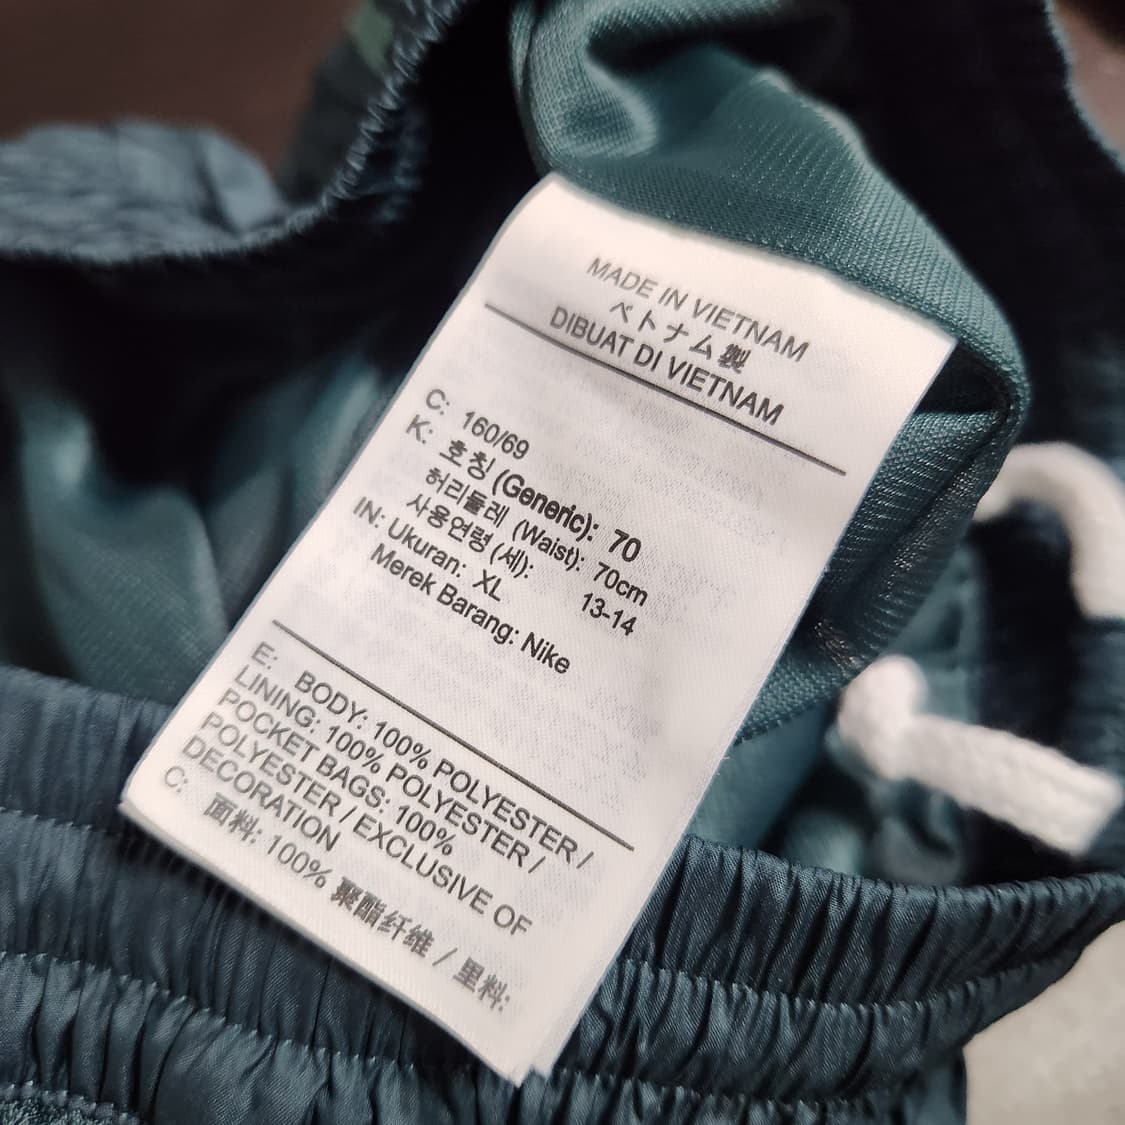 MADE IN VIETNAM
ベトナム製
DIBUAT DI VIETNAM
C: 160/69
K: 호칭 (Generic): 70
허리둘레 (Waist): 70cm
사용연령 (세): 13-14
IN: Ukuran: XL
Merek Barang: Nike
E: BODY: 100% POLYESTER /
LINING: 100% POLYESTER /
POCKET BAGS: 100%
POLYESTER / EXCLUSIVE OF
DECORATION
C: 面料: 100% 聚酯纤维 / 里料: